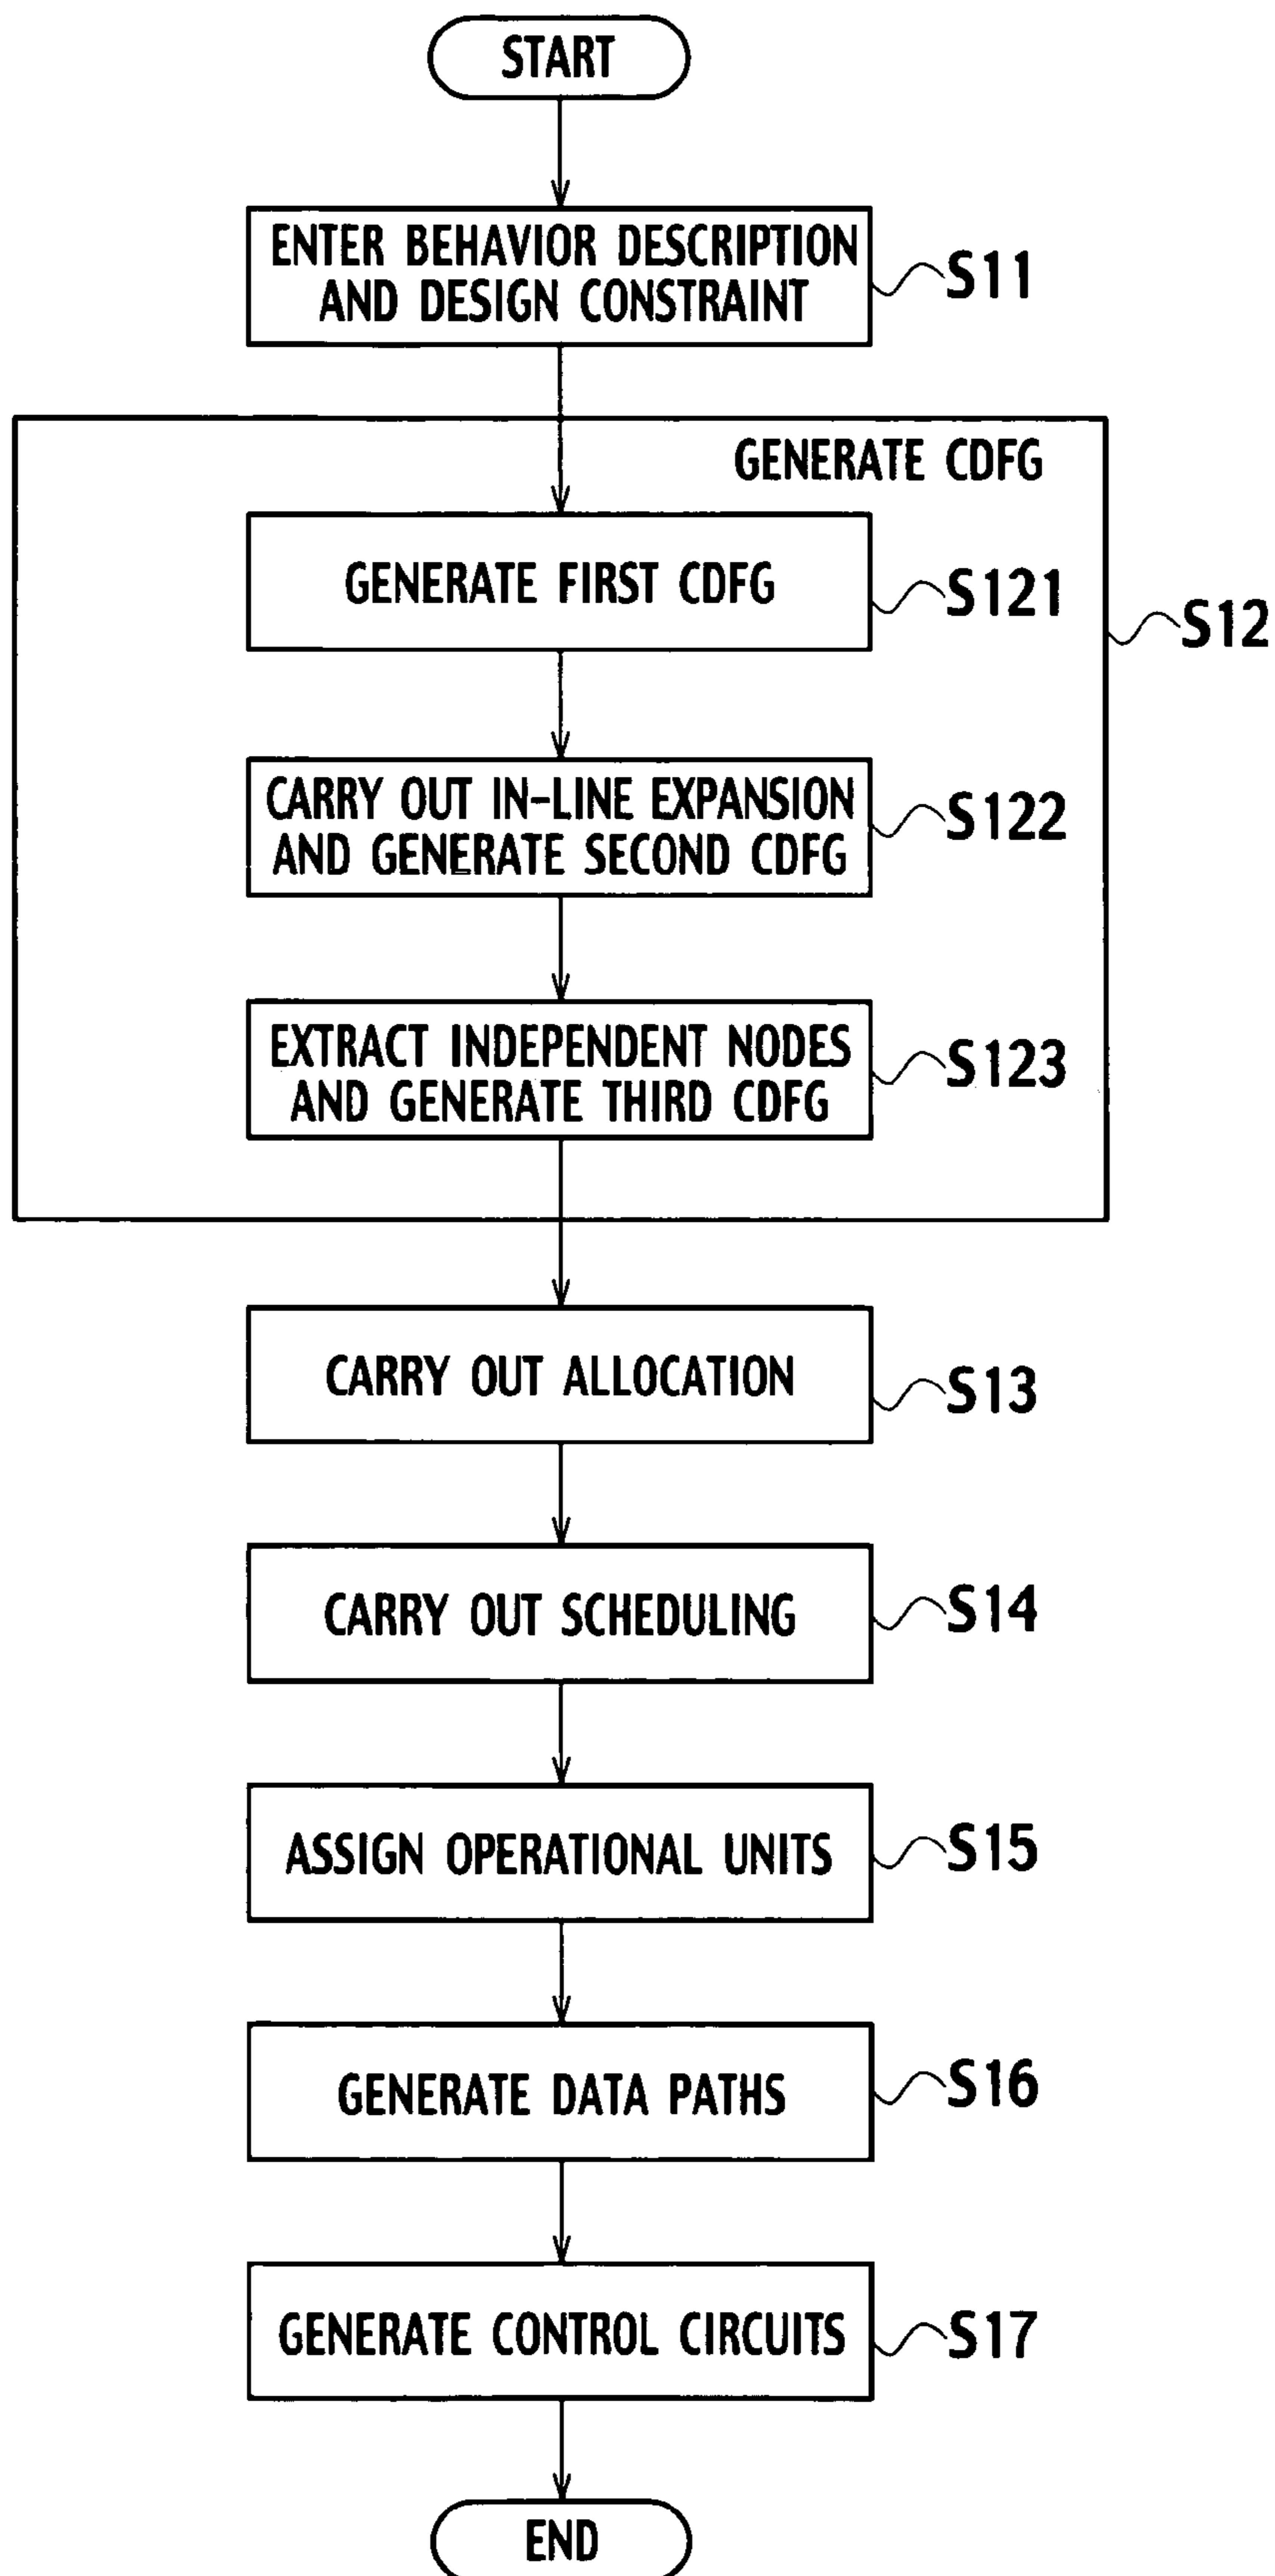 START
ENTER BEHAVIOR DESCRIPTION
AND DESIGN CONSTRAINT
S11
GENERATE CDFG
GENERATE FIRST CDFG
S121
S12
CARRY OUT IN-LINE EXPANSION
AND GENERATE SECOND CDFG
S122
EXTRACT INDEPENDENT NODES
AND GENERATE THIRD CDFG
S123
CARRY OUT ALLOCATION
S13
CARRY OUT SCHEDULING
S14
ASSIGN OPERATIONAL UNITS
S15
GENERATE DATA PATHS
S16
GENERATE CONTROL CIRCUITS
S17
END